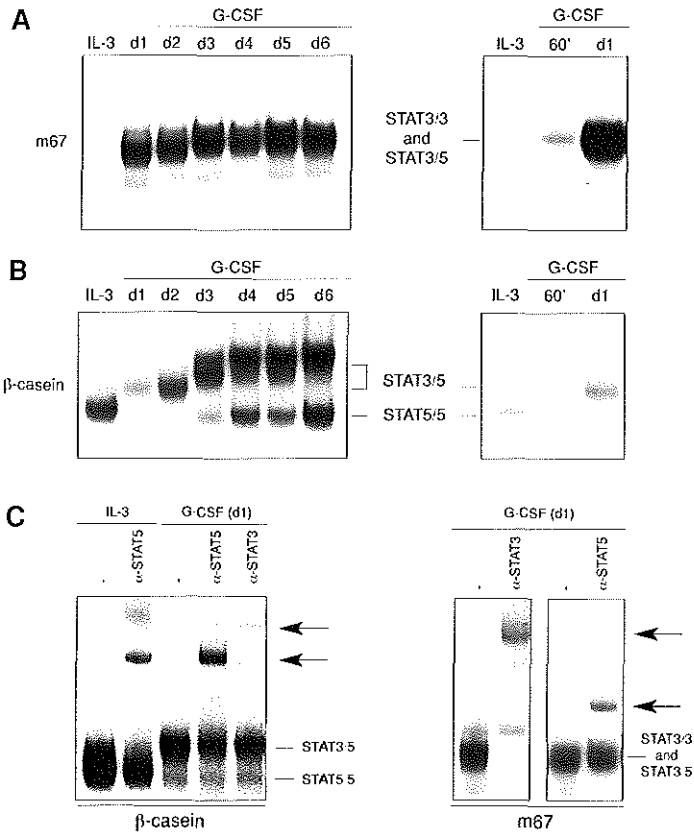 A
G-CSF
G-CSF
IL-3 d1 d2 d3 d4 d5 d6
IL-3 60' d1
m67
STAT3/3
and
STAT3/5
B
G-CSF
G-CSF
IL-3 d1 d2 d3 d4 d5 d6
IL-3 60' d1
β-casein
STAT3/5
STAT5/5
C
IL-3
G-CSF (d1)
G-CSF (d1)
- α-STAT5 - α-STAT5 α-STAT3
- α-STAT3 - α-STAT5
STAT3/5
STAT5/5
STAT3/3
and
STAT3/5
β-casein
m67